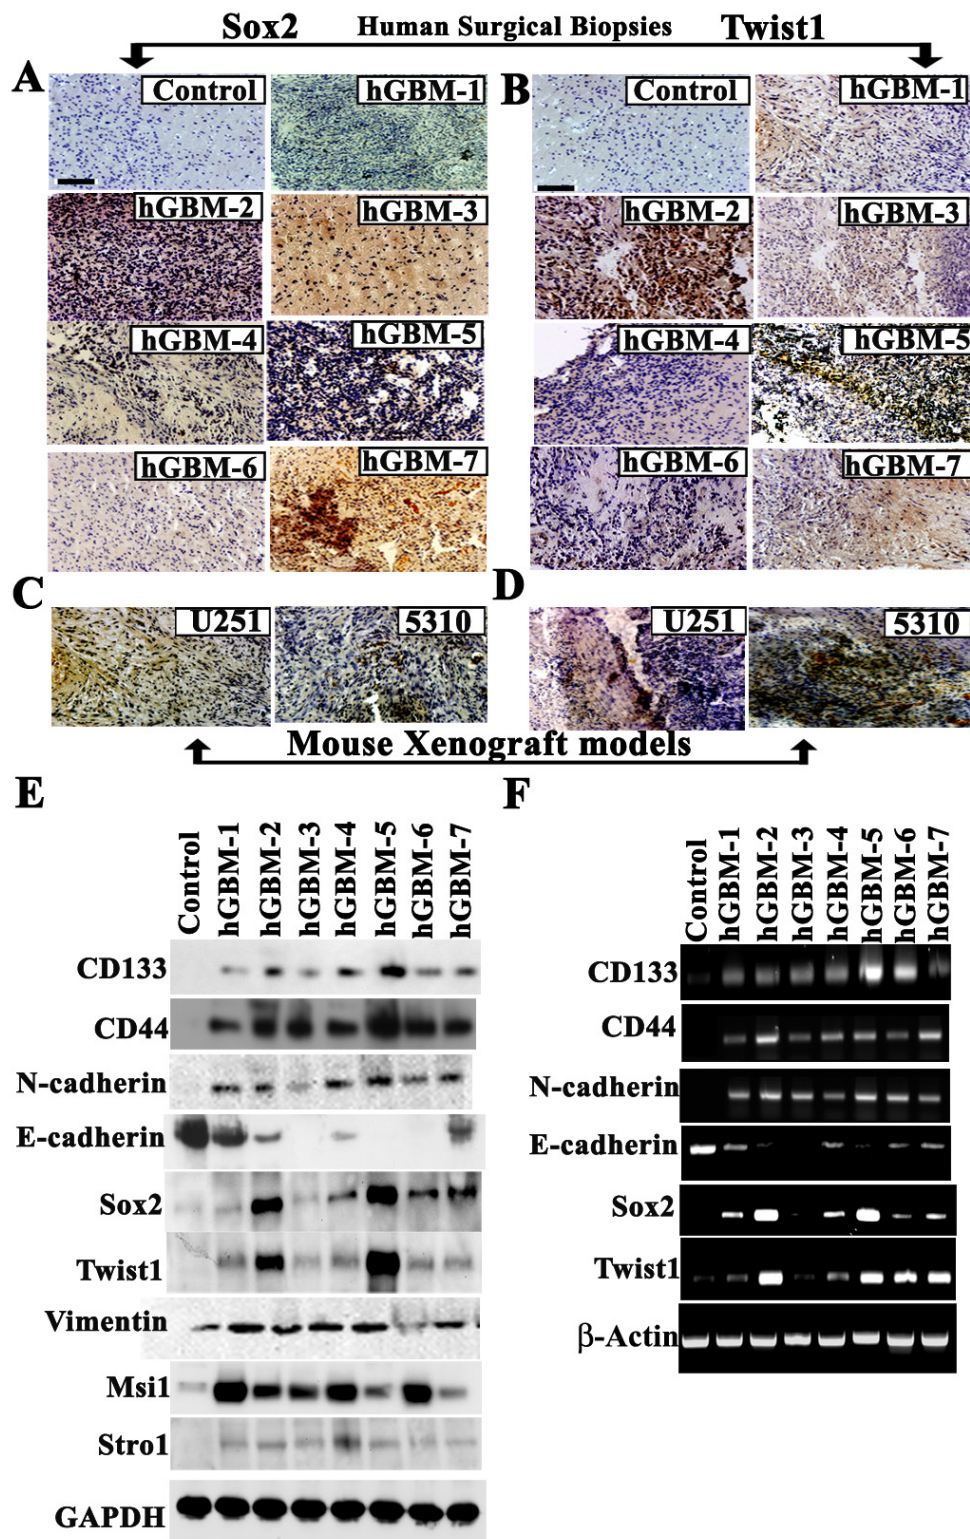 Sox2 Human Surgical Biopsies Twist1
A B
Control hGBM-1 Control hGBM-1
hGBM-2 hGBM-3 hGBM-2 hGBM-3
hGBM-4 hGBM-5 hGBM-4 hGBM-5
hGBM-6 hGBM-7 hGBM-6 hGBM-7
C D
U251 5310 U251 5310
Mouse Xenograft models
E
Control hGBM-1 hGBM-2 hGBM-3 hGBM-4 hGBM-5 hGBM-6 hGBM-7
CD133
CD44
N-cadherin
E-cadherin
Sox2
Twist1
Vimentin
Msi1
Stro1
GAPDH
F
Control hGBM-1 hGBM-2 hGBM-3 hGBM-4 hGBM-5 hGBM-6 hGBM-7
CD133
CD44
N-cadherin
E-cadherin
Sox2
Twist1
β-Actin